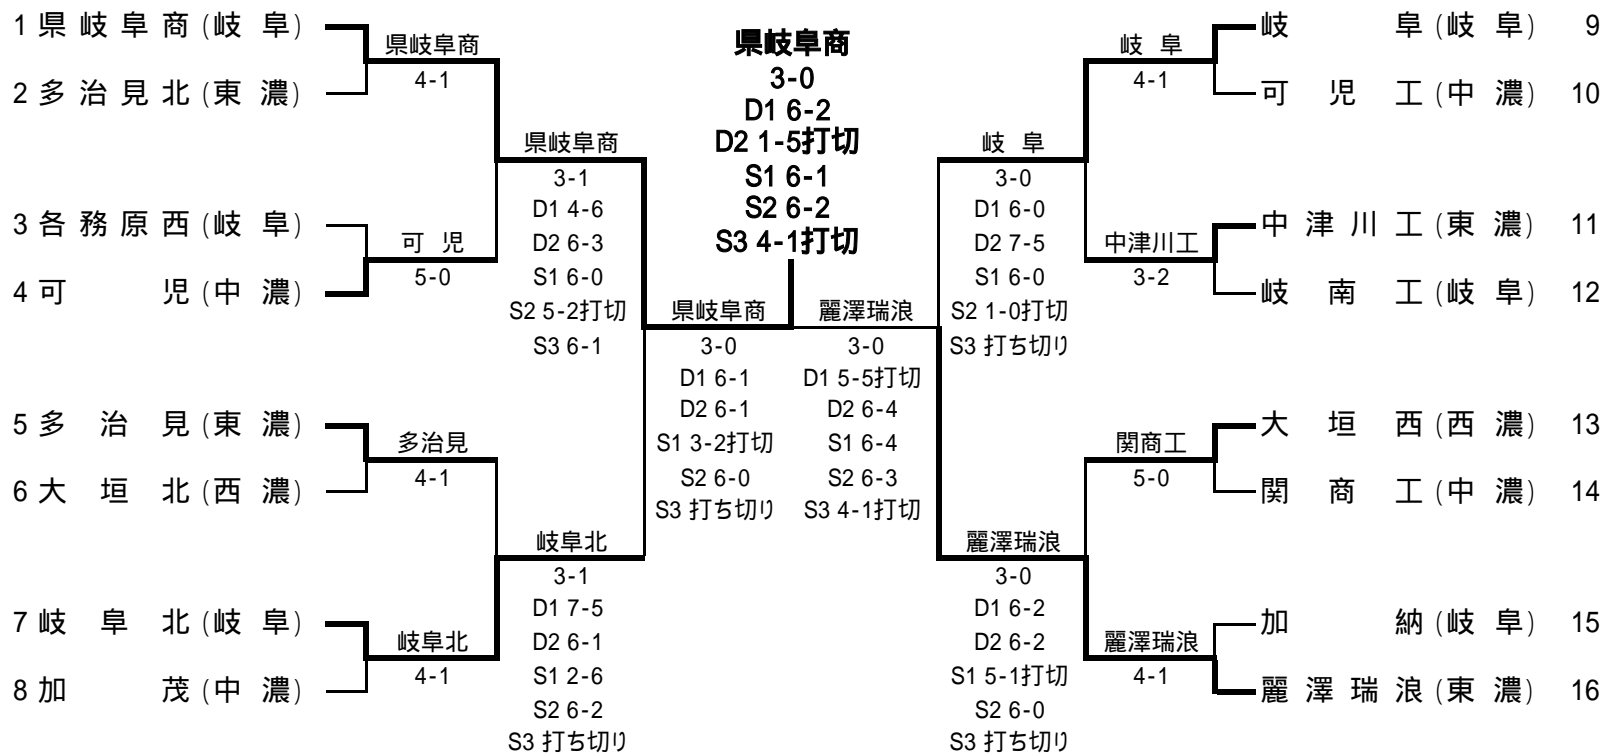 1 県岐阜商(岐阜)
2 多治見北(東濃)
3 各務原西(岐阜)
4 可児(中濃)
5 多治見(東濃)
6 大垣北(西濃)
7 岐阜北(岐阜)
8 加茂(中濃)
県岐阜商
4-1
可児
5-0
多治見
4-1
岐阜北
4-1
県岐阜商
3-1
D1 4-6
D2 6-3
S1 6-0
S2 5-2打切
S3 6-1
岐阜北
3-1
D1 7-5
D2 6-1
S1 2-6
S2 6-2
S3 打ち切り
県岐阜商
3-0
D1 6-1
D2 6-1
S1 3-2打切
S2 6-0
S3 打ち切り
県岐阜商
3-0
D1 6-2
D2 1-5打切
S1 6-1
S2 6-2
S3 4-1打切
麗澤瑞浪
3-0
D1 5-5打切
D2 6-4
S1 6-4
S2 6-3
S3 4-1打切
岐阜
3-0
D1 6-0
D2 7-5
S1 6-0
S2 1-0打切
S3 打ち切り
麗澤瑞浪
3-0
D1 6-2
D2 6-2
S1 5-1打切
S2 6-0
S3 打ち切り
岐阜
4-1
中津川工
3-2
関商工
5-0
麗澤瑞浪
4-1
岐阜(岐阜) 9
可児工(中濃) 10
中津川工(東濃) 11
岐南工(岐阜) 12
大垣西(西濃) 13
関商工(中濃) 14
加納(岐阜) 15
麗澤瑞浪(東濃) 16